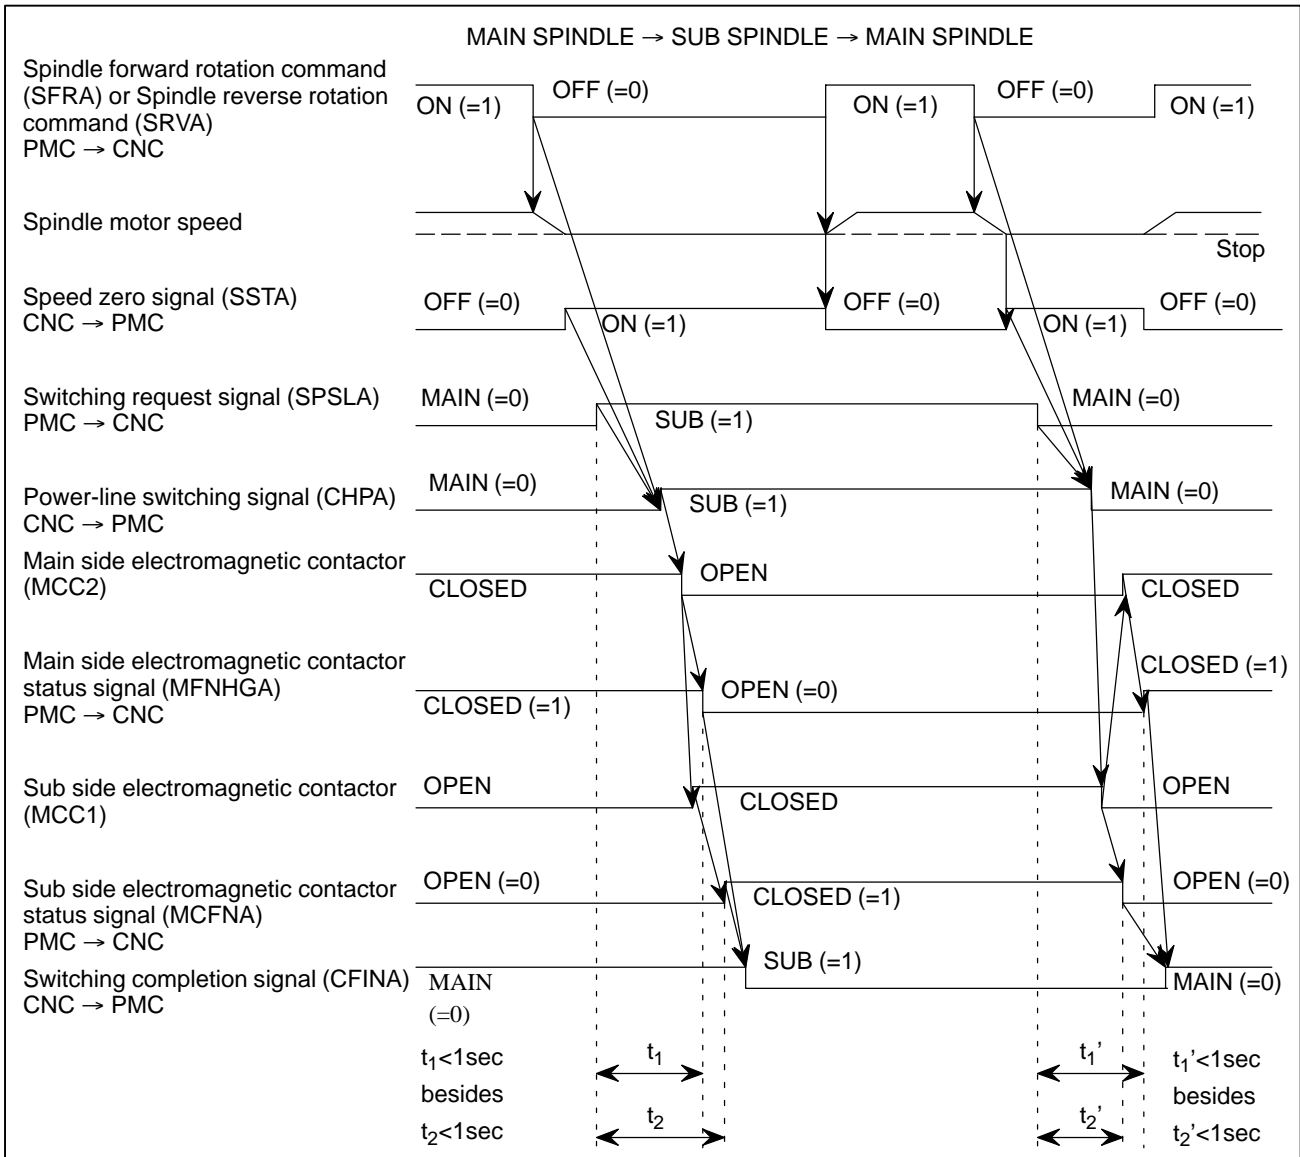 MAIN SPINDLE → SUB SPINDLE → MAIN SPINDLE
Spindle forward rotation command
(SFRA) or Spindle reverse rotation
command (SRVA)
PMC → CNC
ON (=1)
OFF (=0)
ON (=1)
OFF (=0)
ON (=1)
Spindle motor speed
Stop
Speed zero signal (SSTA)
CNC → PMC
OFF (=0)
ON (=1)
OFF (=0)
ON (=1)
OFF (=0)
Switching request signal (SPSLA)
PMC → CNC
MAIN (=0)
SUB (=1)
MAIN (=0)
Power-line switching signal (CHPA)
CNC → PMC
MAIN (=0)
SUB (=1)
MAIN (=0)
Main side electromagnetic contactor
(MCC2)
CLOSED
OPEN
CLOSED
Main side electromagnetic contactor
status signal (MFNHGA)
PMC → CNC
CLOSED (=1)
OPEN (=0)
CLOSED (=1)
Sub side electromagnetic contactor
(MCC1)
OPEN
CLOSED
OPEN
Sub side electromagnetic contactor
status signal (MCFNA)
PMC → CNC
OPEN (=0)
CLOSED (=1)
OPEN (=0)
Switching completion signal (CFINA)
CNC → PMC
MAIN
(=0)
SUB (=1)
MAIN (=0)
t1<1sec
besides
t2<1sec
t1
t2
t1'
t2'
t1'<1sec
besides
t2'<1sec